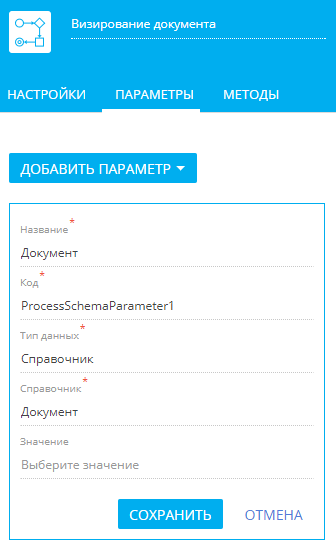 Визирование документа
НАСТРОЙКИ ПАРАМЕТРЫ МЕТОДЫ
ДОБАВИТЬ ПАРАМЕТР
Название*
Документ
Код*
ProcessSchemaParameter1
Тип данных*
Справочник
Справочник*
Документ
Значение
Выберите значение
СОХРАНИТЬ ОТМЕНА